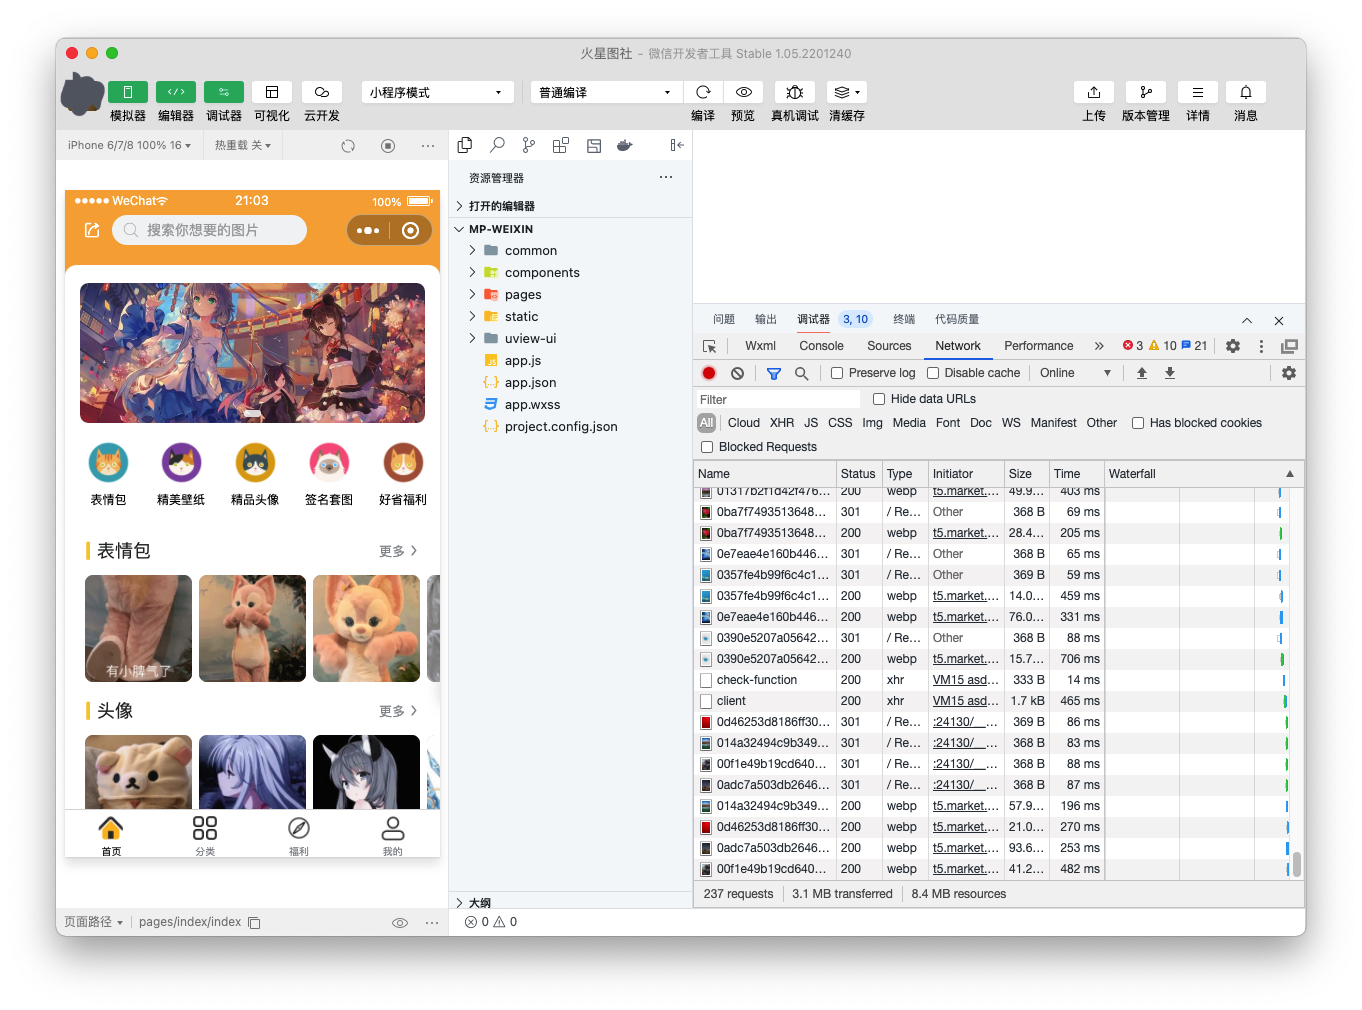 火星图社 - 微信开发者工具 Stable 1.05.2201240
模拟器 编辑器 调试器 可视化 云开发
小程序模式
普通编译
编译 预览 真机调试 清缓存
上传 版本管理 详情 消息
iPhone 6/7/8 100% 16
热重载 关
WeChat
21:03
100%
搜索你想要的图片
表情包 精美壁纸 精品头像 签名套图 好省福利
表情包
更多
有小脾气了
头像
更多
首页 分类 福利 我的
页面路径
pages/index/index
资源管理器
打开的编辑器
MP-WEIXIN
common
components
pages
static
uview-ui
app.js
app.json
app.wxss
project.config.json
大纲
0 0
问题 输出 调试器 3, 10 终端 代码质量
Wxml Console Sources Network Performance 3 10 21
Preserve log Disable cache Online
Filter
Hide data URLs
All Cloud XHR JS CSS Img Media Font Doc WS Manifest Other Has blocked cookies
Blocked Requests
Name Status Type Initiator Size Time Waterfall
01317b2f1d42f476... 200 webp t5.market.... 49.9... 403 ms
0ba7f7493513648... 301 / Re... Other 368 B 69 ms
0ba7f7493513648... 200 webp t5.market.... 28.4... 205 ms
0e7eae4e160b446... 301 / Re... Other 368 B 65 ms
0357fe4b99f6c4c1... 301 / Re... Other 369 B 59 ms
0357fe4b99f6c4c1... 200 webp t5.market.... 14.0... 459 ms
0e7eae4e160b446... 200 webp t5.market.... 76.0... 331 ms
0390e5207a05642... 301 / Re... Other 368 B 88 ms
0390e5207a05642... 200 webp t5.market.... 15.7... 706 ms
check-function 200 xhr VM15 asd... 333 B 14 ms
client 200 xhr VM15 asd... 1.7 kB 465 ms
0d46253d8186ff30... 301 / Re... :24130/__... 369 B 86 ms
014a32494c9b349... 301 / Re... :24130/__... 368 B 83 ms
00f1e49b19cd640... 301 / Re... :24130/__... 368 B 88 ms
0adc7a503db2646... 301 / Re... :24130/__... 368 B 87 ms
014a32494c9b349... 200 webp t5.market.... 57.9... 196 ms
0d46253d8186ff30... 200 webp t5.market.... 21.0... 270 ms
0adc7a503db2646... 200 webp t5.market.... 93.6... 253 ms
00f1e49b19cd640... 200 webp t5.market.... 41.2... 482 ms
237 requests 3.1 MB transferred 8.4 MB resources